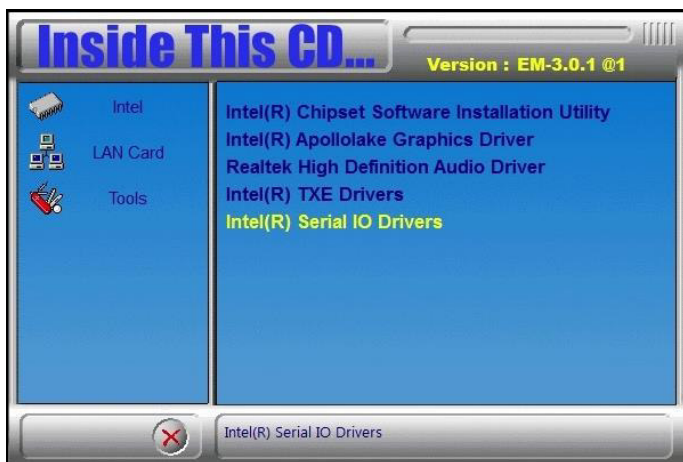 Inside This CD...
Version : EM-3.0.1 @1
Intel
LAN Card
Tools
Intel(R) Chipset Software Installation Utility
Intel(R) Apollolake Graphics Driver
Realtek High Definition Audio Driver
Intel(R) TXE Drivers
Intel(R) Serial IO Drivers
Intel(R) Serial IO Drivers